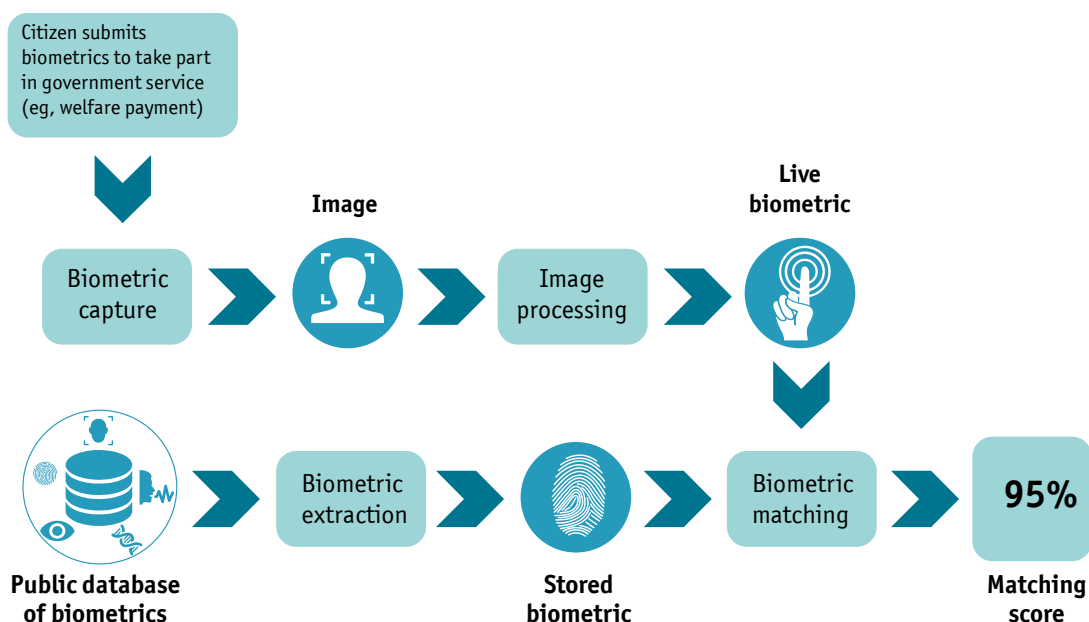 Citizen submits
biometrics to take part
in government service
(eg, welfare payment)
Image
Live
biometric
Biometric
capture
Image
processing
Biometric
extraction
Biometric
matching
95%
Public database
of biometrics
Stored
biometric
Matching
score